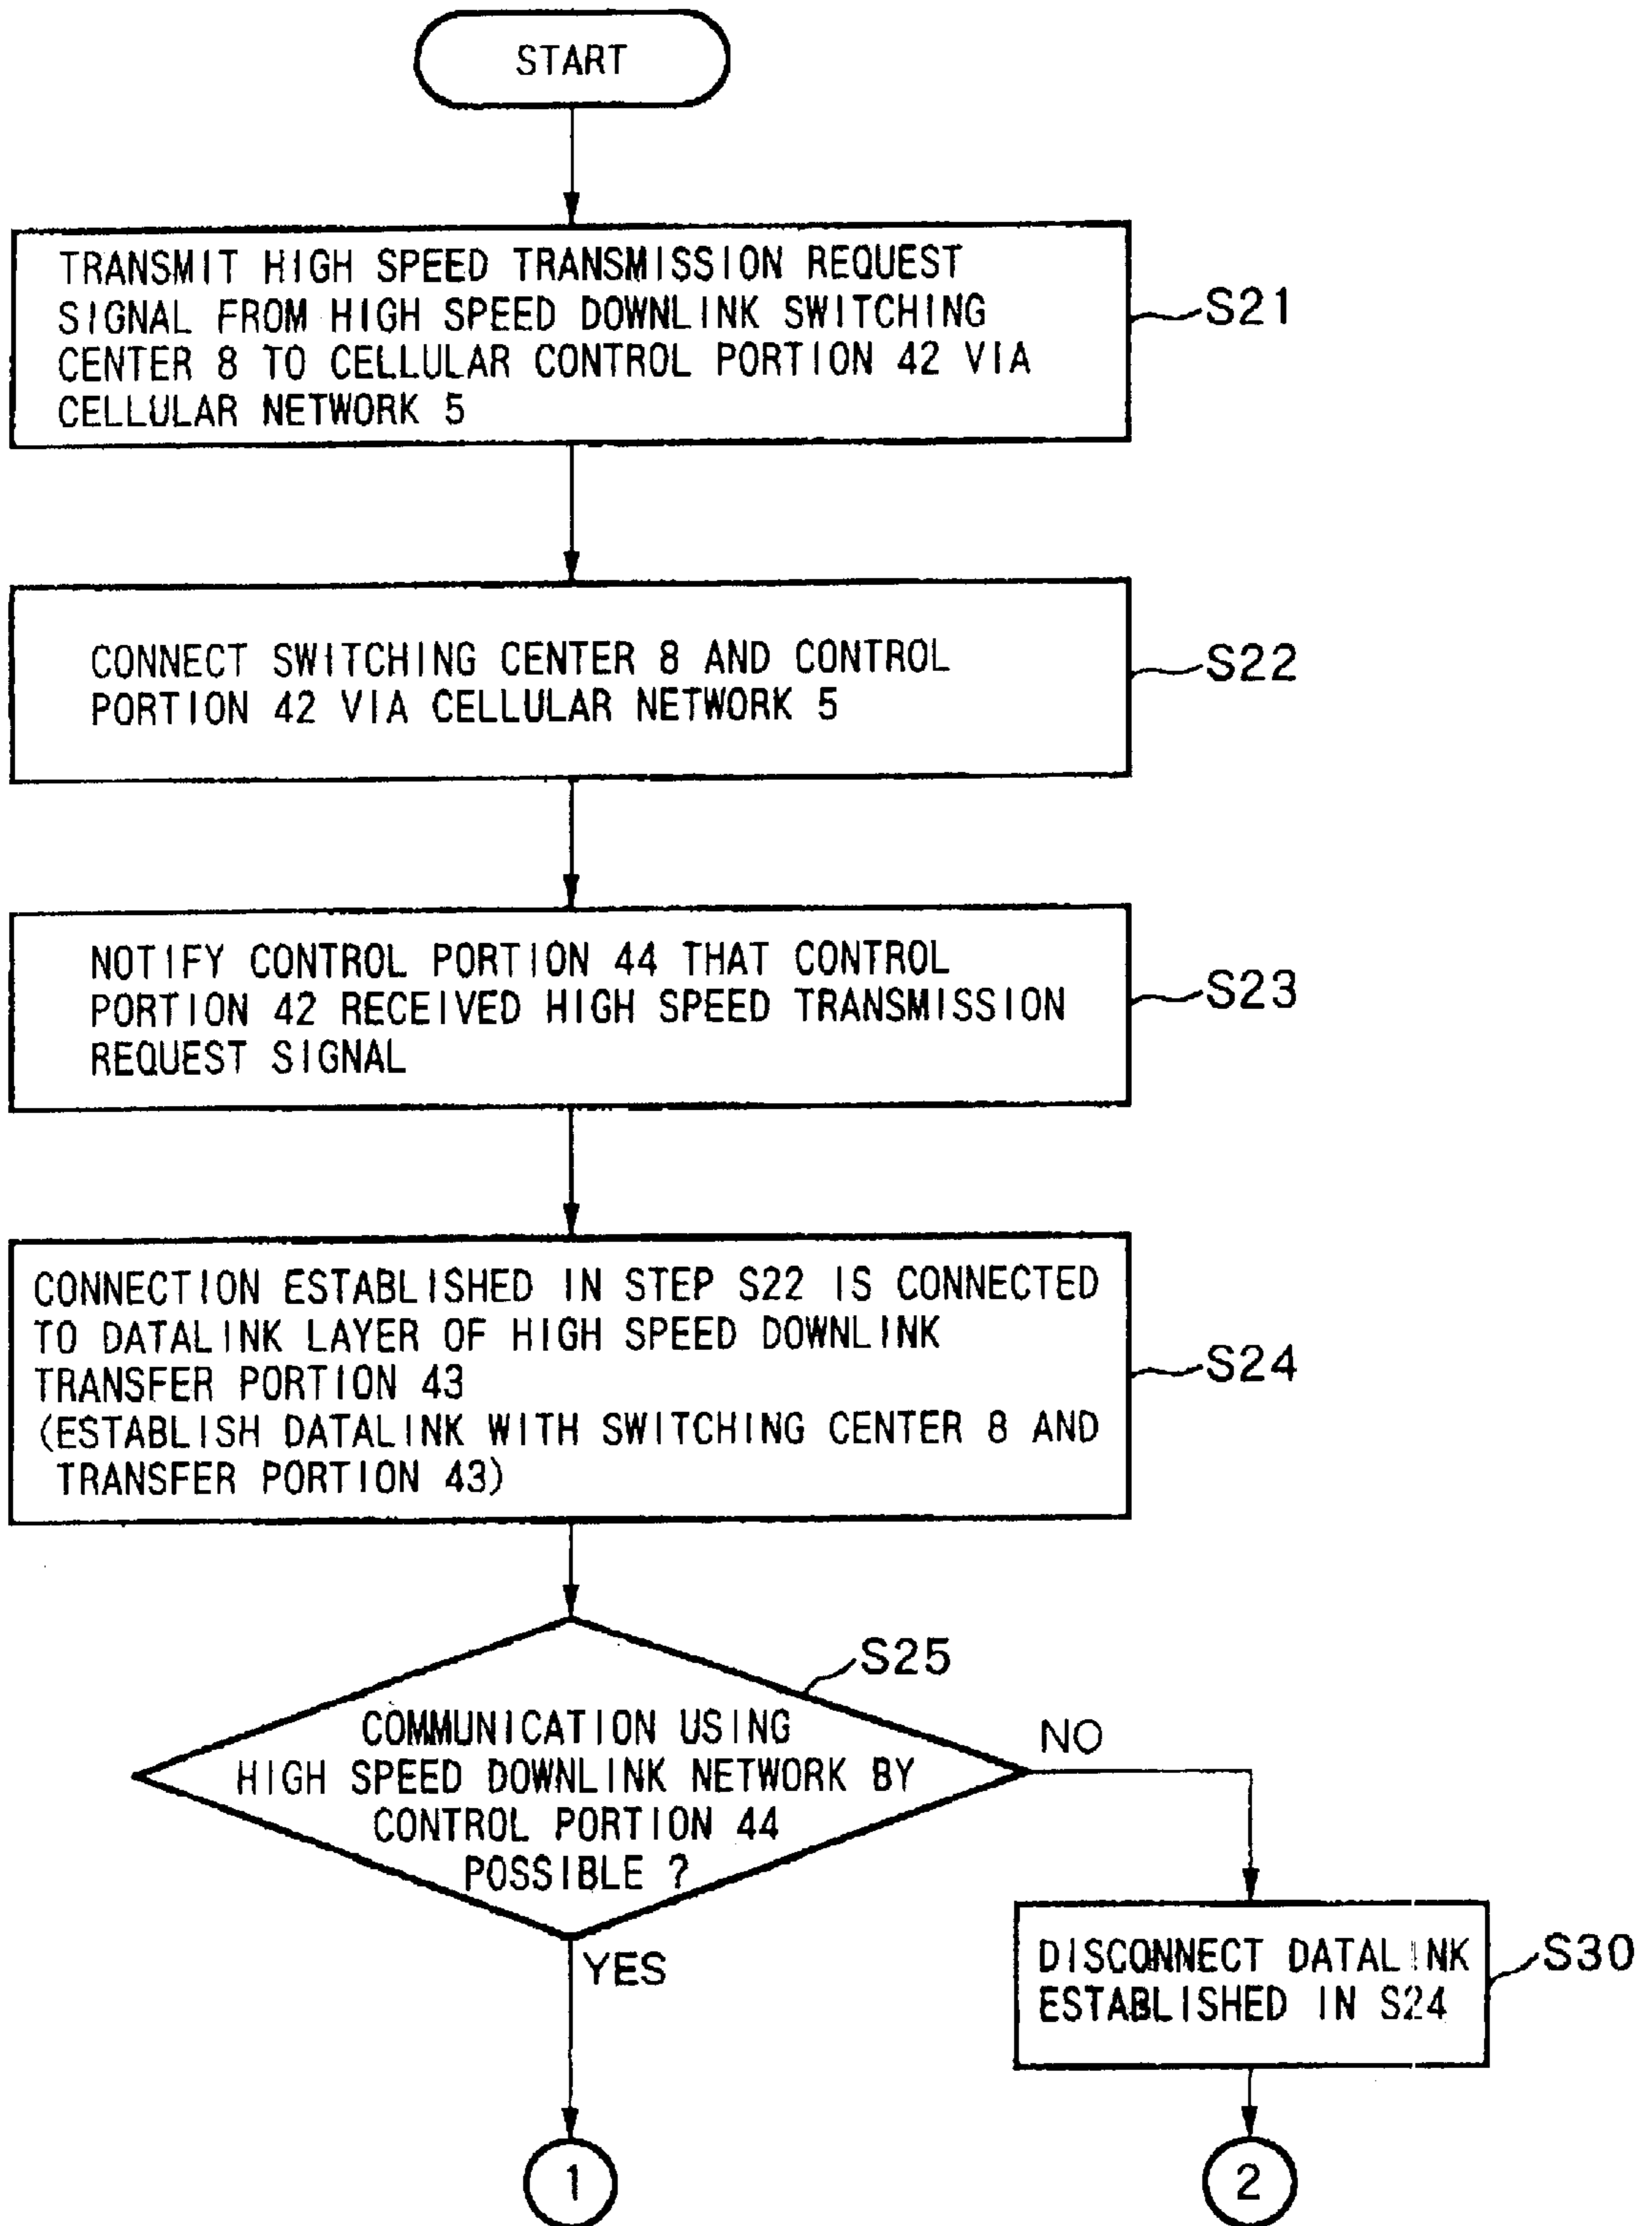 START
TRANSMIT HIGH SPEED TRANSMISSION REQUEST
SIGNAL FROM HIGH SPEED DOWNLINK SWITCHING
CENTER 8 TO CELLULAR CONTROL PORTION 42 VIA
CELLULAR NETWORK 5
S21
CONNECT SWITCHING CENTER 8 AND CONTROL
PORTION 42 VIA CELLULAR NETWORK 5
S22
NOTIFY CONTROL PORTION 44 THAT CONTROL
PORTION 42 RECEIVED HIGH SPEED TRANSMISSION
REQUEST SIGNAL
S23
CONNECTION ESTABLISHED IN STEP S22 IS CONNECTED
TO DATALINK LAYER OF HIGH SPEED DOWNLINK
TRANSFER PORTION 43
(ESTABLISH DATALINK WITH SWITCHING CENTER 8 AND
TRANSFER PORTION 43)
S24
S25
COMMUNICATION USING
HIGH SPEED DOWNLINK NETWORK BY
CONTROL PORTION 44
POSSIBLE ?
NO
YES
DISCONNECT DATALINK
ESTABLISHED IN S24
S30
1
2